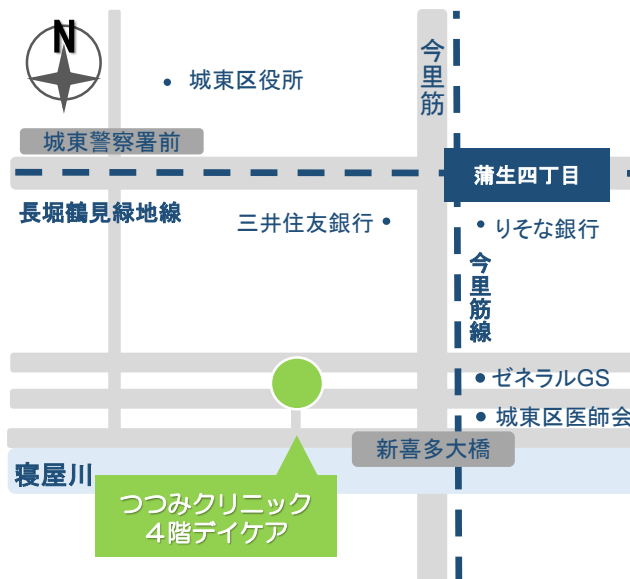 N
城東区役所
今里筋
城東警察署前
蒲生四丁目
長堀鶴見緑地線
三井住友銀行
りそな銀行
今里筋線
ゼネラルGS
城東区医師会
新喜多大橋
寝屋川
つつみクリニック
4階デイケア